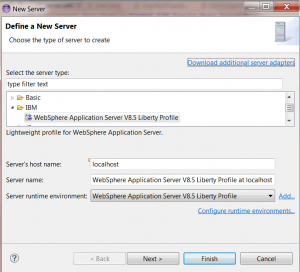 New Server
Define a New Server
Choose the type of server to create
Download additional server adapters
Select the server type:
type filter text
Basic
IBM
WebSphere Application Server V8.5 Liberty Profile
Lightweight profile for WebSphere Application Server.
Server's host name: localhost
Server name: WebSphere Application Server V8.5 Liberty Profile at localhost
Server runtime environment: WebSphere Application Server V8.5 Liberty Profile Add...
Configure runtime environments...
< Back Next > Finish Cancel